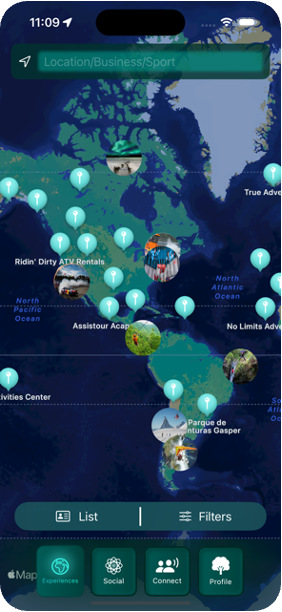 11:09
Location/Business/Sport
True Adve
Ridin' Dirty ATV Rentals
North
Atlantic
Ocean
North
Pacific
Ocean
Assistour Acap
No Limits Adve
ivities Center
Parque de
nturas Gasper
List
Filters
Maps
Experiences
Social
Connect
Profile